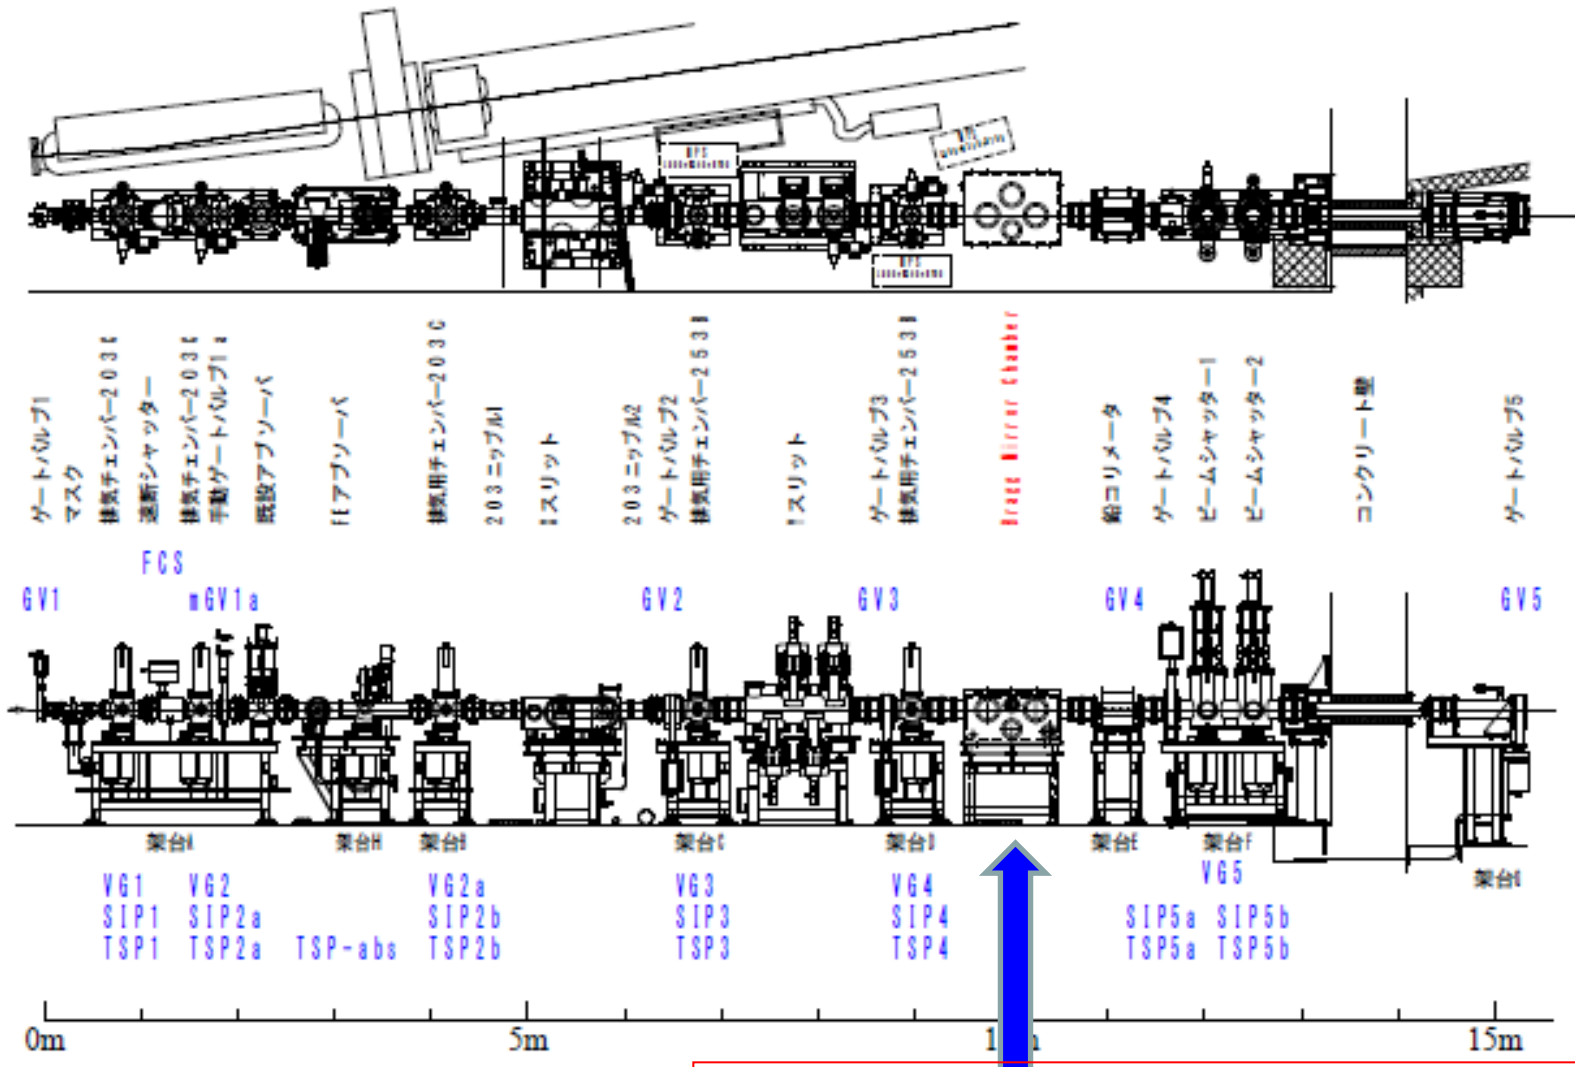 ゲートバルブ1
マスク
排気チェンバー203C
遮断シャッター
排気チェンバー203C
手動ゲートバルブ1a
既設アブソーバ
FEアブソーバ
排気用チェンバー203C
203ニップル1
スリット
203ニップル2
ゲートバルブ2
排気用チェンバー253B
スリット
ゲートバルブ3
排気用チェンバー253B
Bragg Mirror Chamber
鉛コリメータ
ゲートバルブ4
ビームシャッター1
ビームシャッター2
コンクリート壁
ゲートバルブ5
FCS
GV1
mGV1a
GV2
GV3
GV4
GV5
架台A
架台H
架台B
架台C
架台D
架台E
架台F
架台G
VG1
SIP1
TSP1
VG2
SIP2a
TSP2a
TSP-abs
VG2a
SIP2b
TSP2b
VG3
SIP3
TSP3
VG4
SIP4
TSP4
VG5
SIP5a SIP5b
TSP5a TSP5b
0m
5m
15m